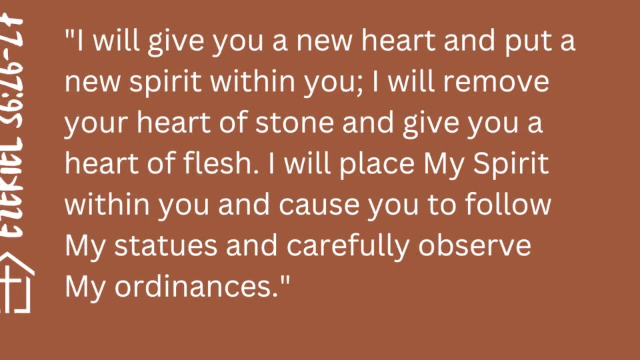 EZEKIEL 36:26-27
"I will give you a new heart and put a
new spirit within you; I will remove
your heart of stone and give you a
heart of flesh. I will place My Spirit
within you and cause you to follow
My statues and carefully observe
My ordinances."